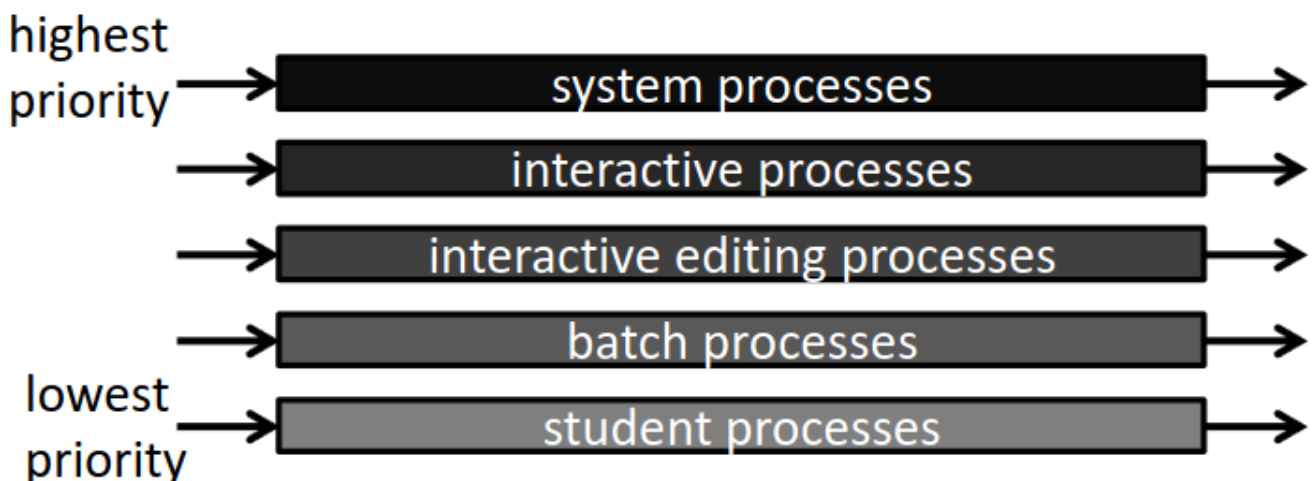 highest
priority
system processes
interactive processes
interactive editing processes
batch processes
lowest
priority
student processes